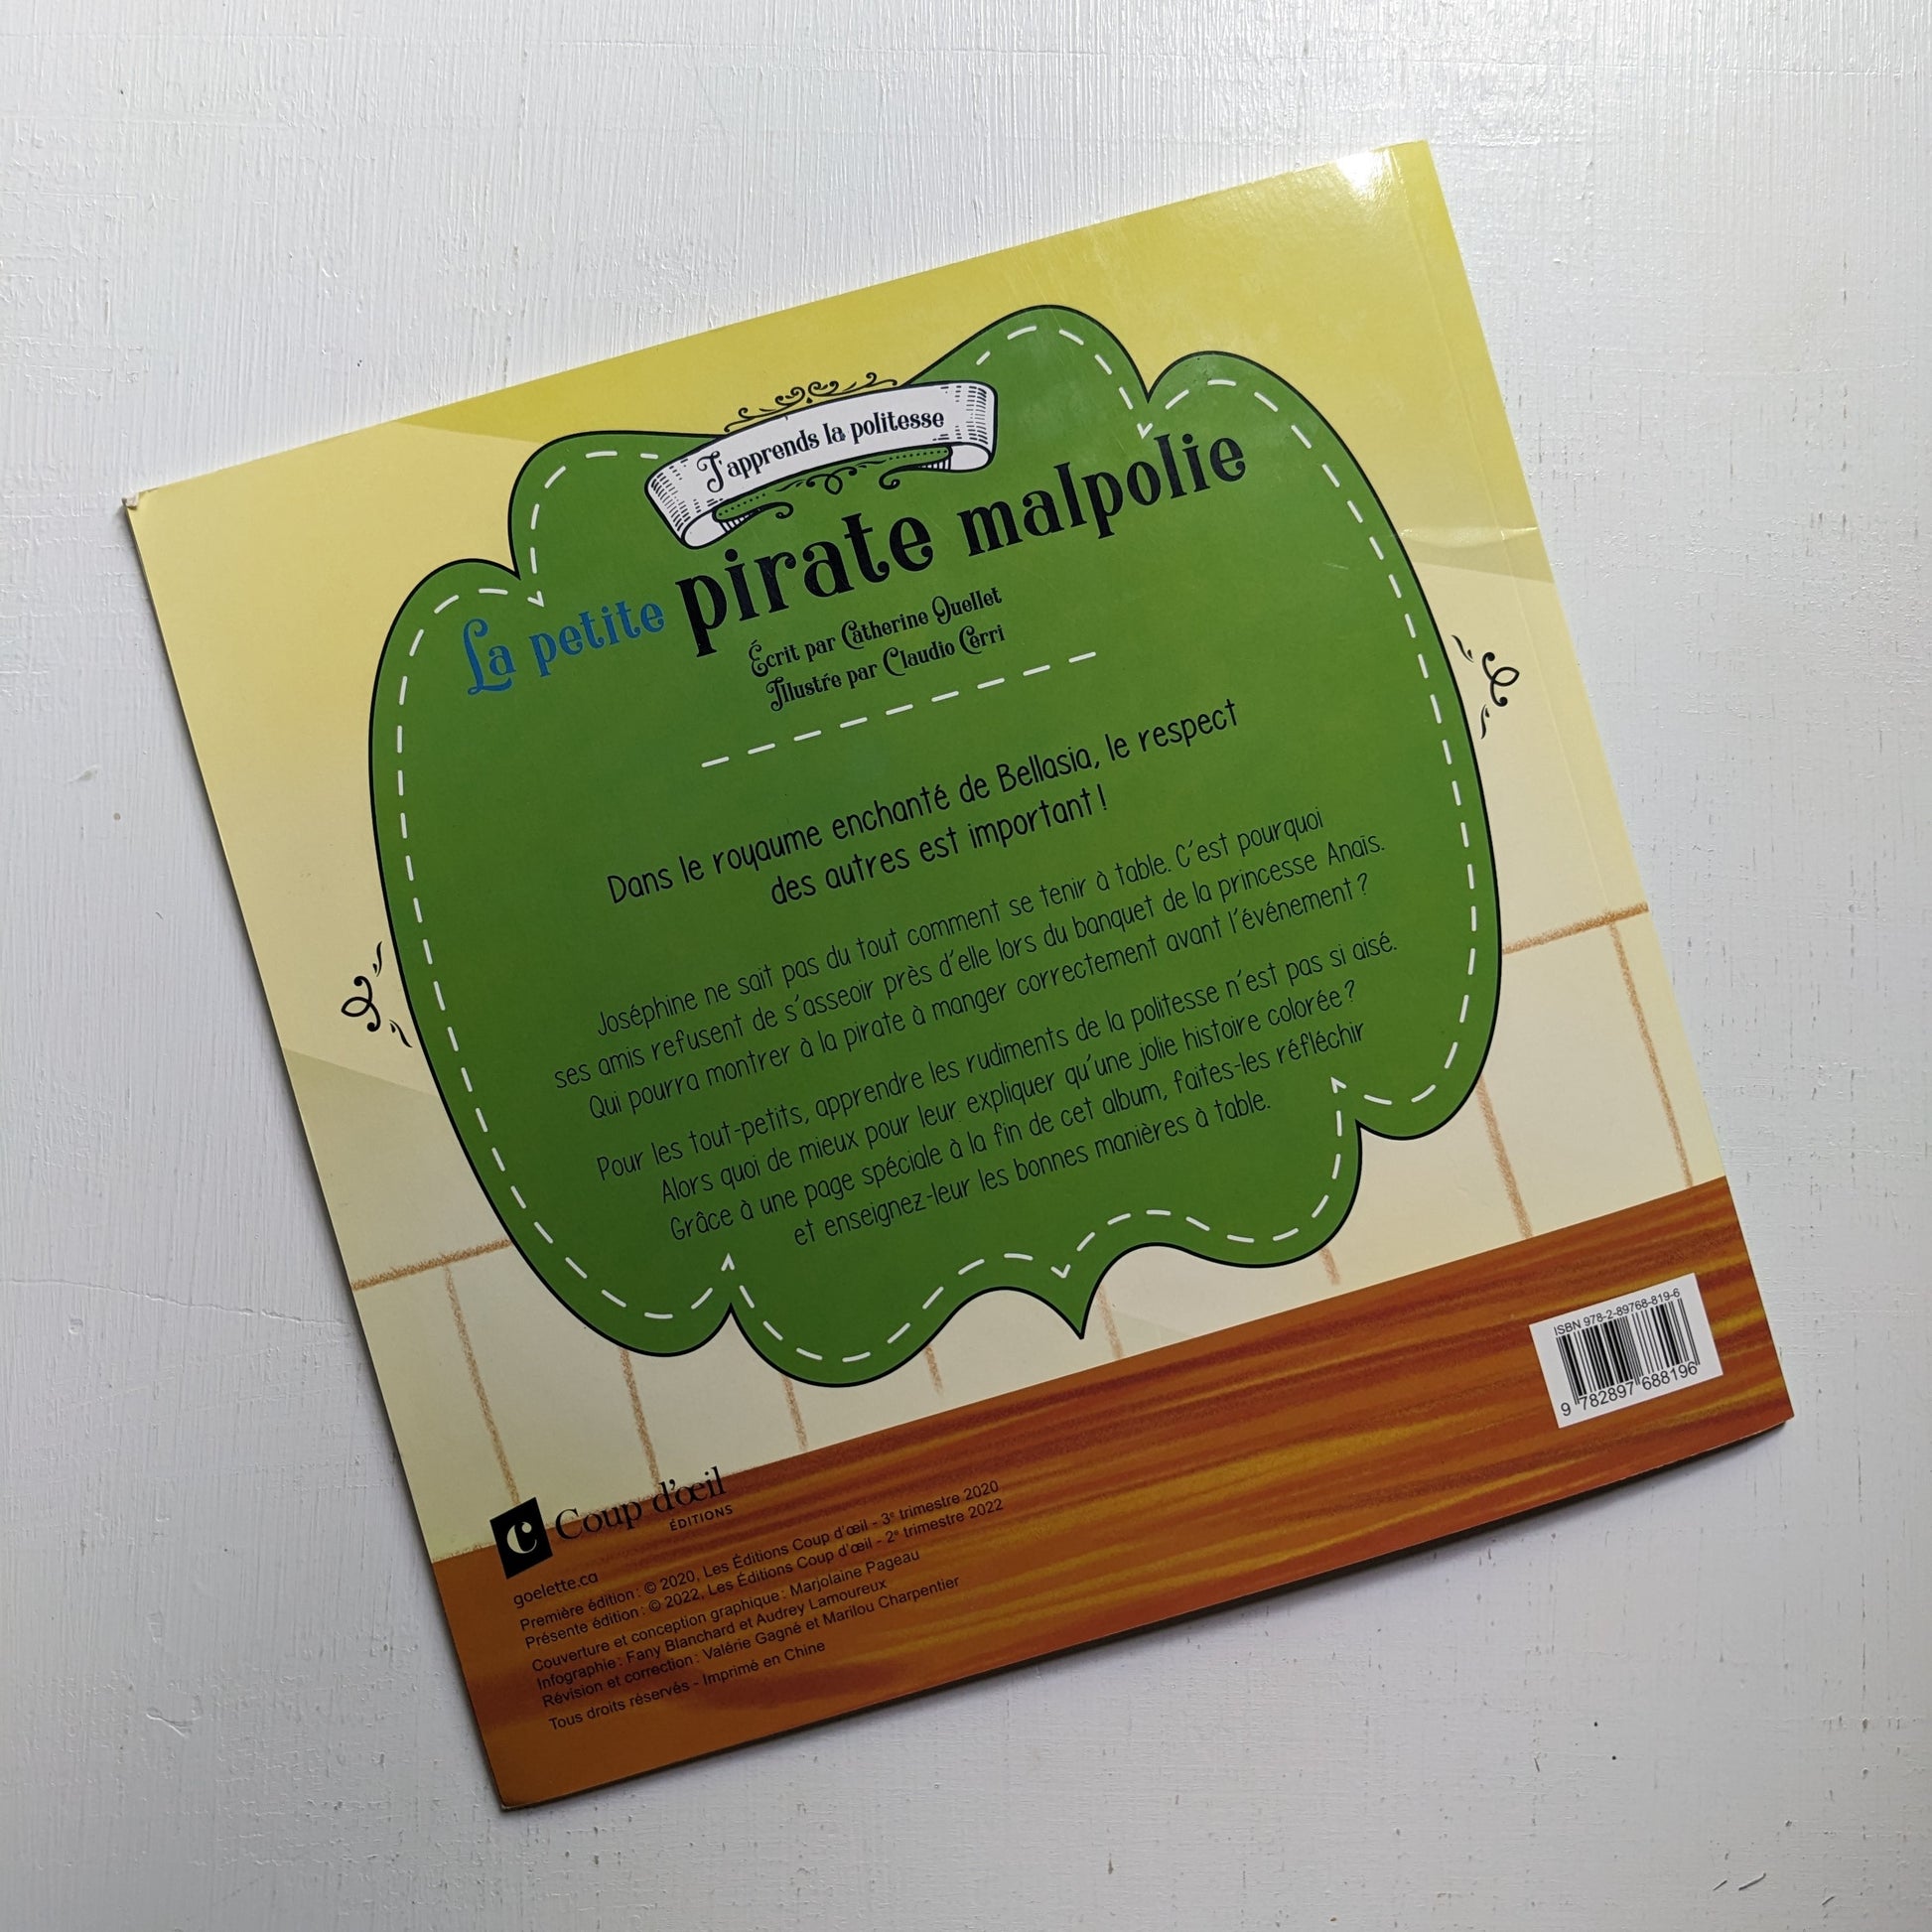 J'apprends la politesse
La petite pirate malpolie
Écrit par Catherine Ouellet
Illustré par Claudio Cerri
Dans le royaume enchanté de Bellasia, le respect
des autres est important !
Joséphine ne sait pas du tout comment se tenir à table. C'est pourquoi
ses amis refusent de s'asseoir près d'elle lors du banquet de la princesse Anaïs.
Qui pourra montrer à la pirate à manger correctement avant l'événement ?
Pour les tout-petits, apprendre les rudiments de la politesse n'est pas si aisé.
Alors quoi de mieux pour leur expliquer qu'une jolie histoire colorée ?
Grâce à une page spéciale à la fin de cet album, faites-les réfléchir
et enseignez-leur les bonnes manières à table.
c Coup d'œil
ÉDITIONS
goelette.ca
Première édition : © 2020, Les Éditions Coup d'œil - 3e trimestre 2020
Présente édition : © 2022, Les Éditions Coup d'œil - 2e trimestre 2022
Couverture et conception graphique : Marjolaine Pageau
Infographie : Fany Blanchard et Audrey Lamoureux
Révision et correction : Valérie Gagné et Marilou Charpentier
Tous droits réservés - Imprimé en Chine
ISBN 978-2-89768-819-6
9 782897 688196